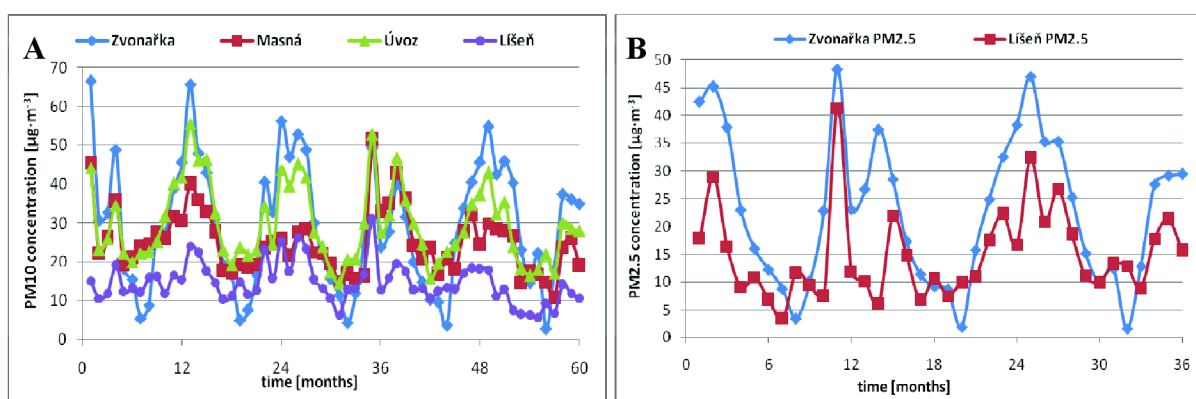 A
Zvonařka Masná Úvoz Líšeň
PM10 concentration [µg·m⁻³]
70
60
50
40
30
20
10
0
0 12 24 36 48 60
time [months]
B
Zvonařka PM2.5 Líšeň PM2.5
PM2.5 concentration [µg·m⁻³]
50
45
40
35
30
25
20
15
10
5
0
0 6 12 18 24 30 36
time [months]